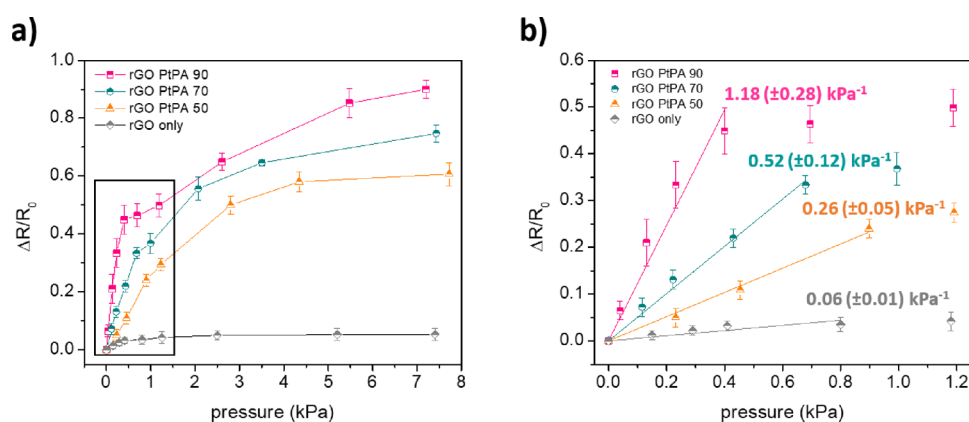 a)
1.0
0.8
0.6
0.4
0.2
0.0
ΔR/R0
rGO PtPA 90
rGO PtPA 70
rGO PtPA 50
rGO only
0 1 2 3 4 5 6 7 8
pressure (kPa)
b)
0.6
0.5
0.4
0.3
0.2
0.1
0.0
ΔR/R0
rGO PtPA 90
rGO PtPA 70
rGO PtPA 50
rGO only
1.18 (±0.28) kPa-1
0.52 (±0.12) kPa-1
0.26 (±0.05) kPa-1
0.06 (±0.01) kPa-1
0.0 0.2 0.4 0.6 0.8 1.0 1.2
pressure (kPa)